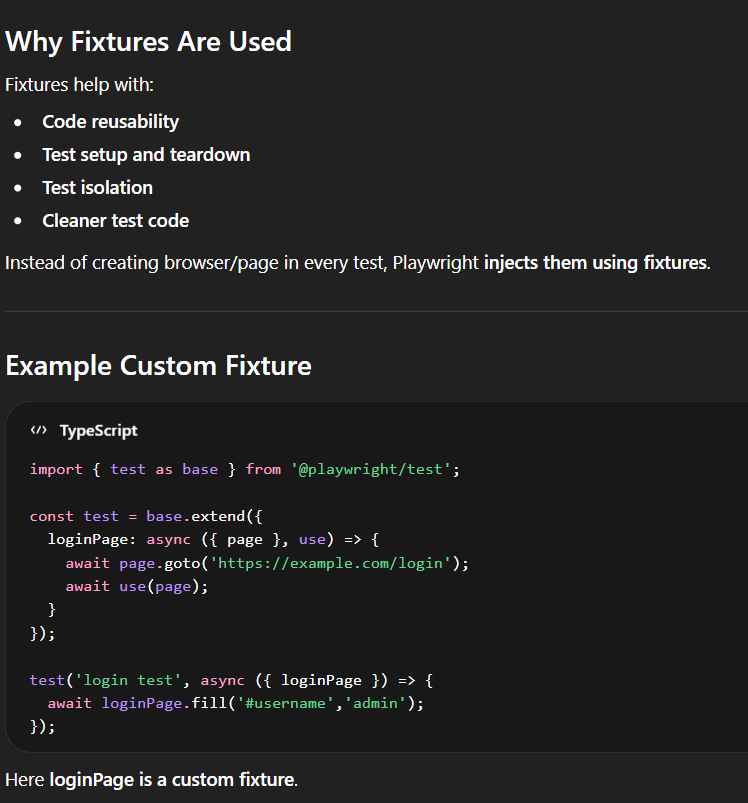 Why Fixtures Are Used
Fixtures help with:
• Code reusability
• Test setup and teardown
• Test isolation
• Cleaner test code
Instead of creating browser/page in every test, Playwright injects them using fixtures.
Example Custom Fixture
</> TypeScript
import { test as base } from '@playwright/test';
const test = base.extend({
  loginPage: async ({ page }, use) => {
    await page.goto('https://example.com/login');
    await use(page);
  }
});
test('login test', async ({ loginPage }) => {
  await loginPage.fill('#username','admin');
});
Here loginPage is a custom fixture.